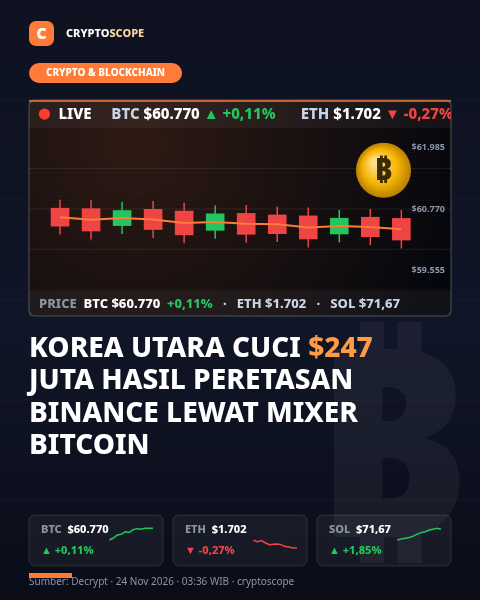 C CRYPTOSCOPE
CRYPTO & BLOCKCHAIN
LIVE BTC $60.770 ▲ +0,11% ETH $1.702 ▼ -0,27%
$61.985
$60.770
$59.555
PRICE BTC $60.770 +0,11% · ETH $1.702 · SOL $71,67
KOREA UTARA CUCI $247
JUTA HASIL PERETASAN
BINANCE LEWAT MIXER
BITCOIN
BTC $60.770
▲ +0,11%
ETH $1.702
▼ -0,27%
SOL $71,67
▲ +1,85%
Sumber: Decrypt · 24 Nov 2026 · 03:36 WIB · cryptoscope